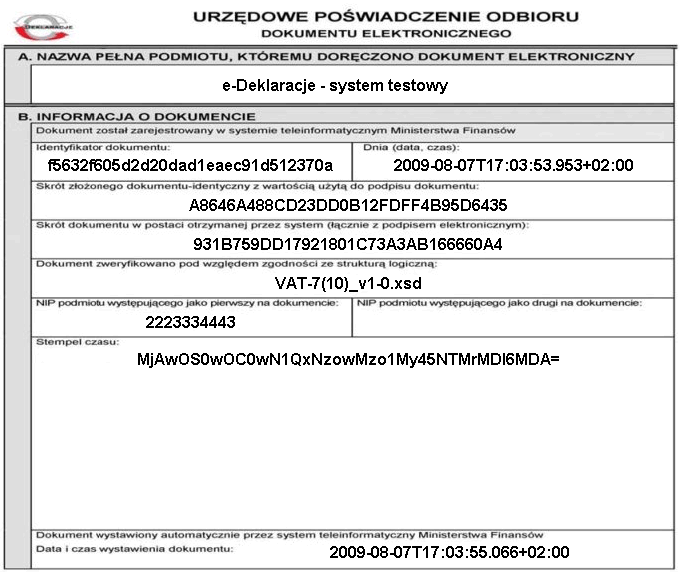 e-DEKLARACJE
URZĘDOWE POŚWIADCZENIE ODBIORU
DOKUMENTU ELEKTRONICZNEGO
A. NAZWA PEŁNA PODMIOTU, KTÓREMU DORĘCZONO DOKUMENT ELEKTRONICZNY
e-Deklaracje - system testowy
B. INFORMACJA O DOKUMENCIE
Dokument został zarejestrowany w systemie teleinformatycznym Ministerstwa Finansów
Identyfikator dokumentu:
f5632f605d2d20dad1eaec91d512370a
Dnia (data, czas):
2009-08-07T17:03:53.953+02:00
Skrót złożonego dokumentu-identyczny z wartością użytą do podpisu dokumentu:
A8646A488CD23DD0B12FDFF4B95D6435
Skrót dokumentu w postaci otrzymanej przez system (łącznie z podpisem elektronicznym):
931B759DD17921801C73A3AB166660A4
Dokument zweryfikowano pod względem zgodności ze strukturą logiczną:
VAT-7(10)_v1-0.xsd
NIP podmiotu występującego jako pierwszy na dokumencie:
2223334443
NIP podmiotu występującego jako drugi na dokumencie:
Stempel czasu:
MjAwOS0wOC0wN1QxNzowMzo1My45NTMrMDI6MDA=
Dokument wystawiony automatycznie przez system teleinformatyczny Ministerstwa Finansów
Data i czas wystawienia dokumentu:
2009-08-07T17:03:55.066+02:00